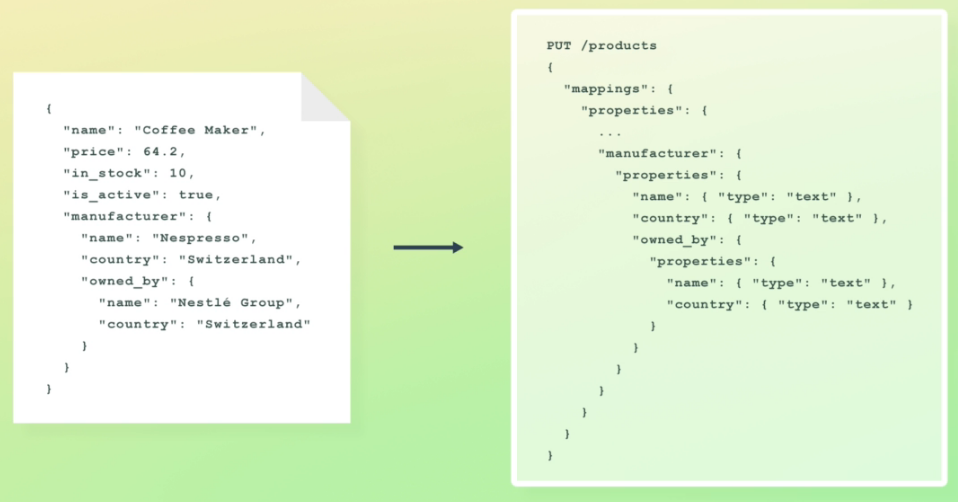 {
  "name": "Coffee Maker",
  "price": 64.2,
  "in_stock": 10,
  "is_active": true,
  "manufacturer": {
    "name": "Nespresso",
    "country": "Switzerland",
    "owned_by": {
      "name": "Nestlé Group",
      "country": "Switzerland"
    }
  }
}
PUT /products
{
  "mappings": {
    "properties": {
      ...
      "manufacturer": {
        "properties": {
          "name": { "type": "text" },
          "country": { "type": "text" },
          "owned_by": {
            "properties": {
              "name": { "type": "text" },
              "country": { "type": "text" }
            }
          }
        }
      }
    }
  }
}